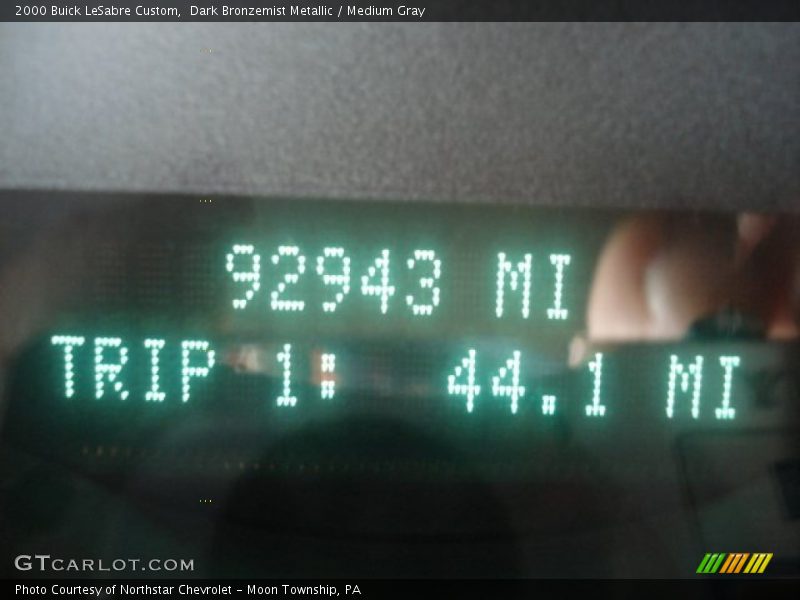 2000 Buick LeSabre Custom,  Dark Bronzemist Metallic / Medium Gray
92943 MI
TRIP 1:  44.1 MI
GTCARLOT.COM
Photo Courtesy of Northstar Chevrolet - Moon Township, PA